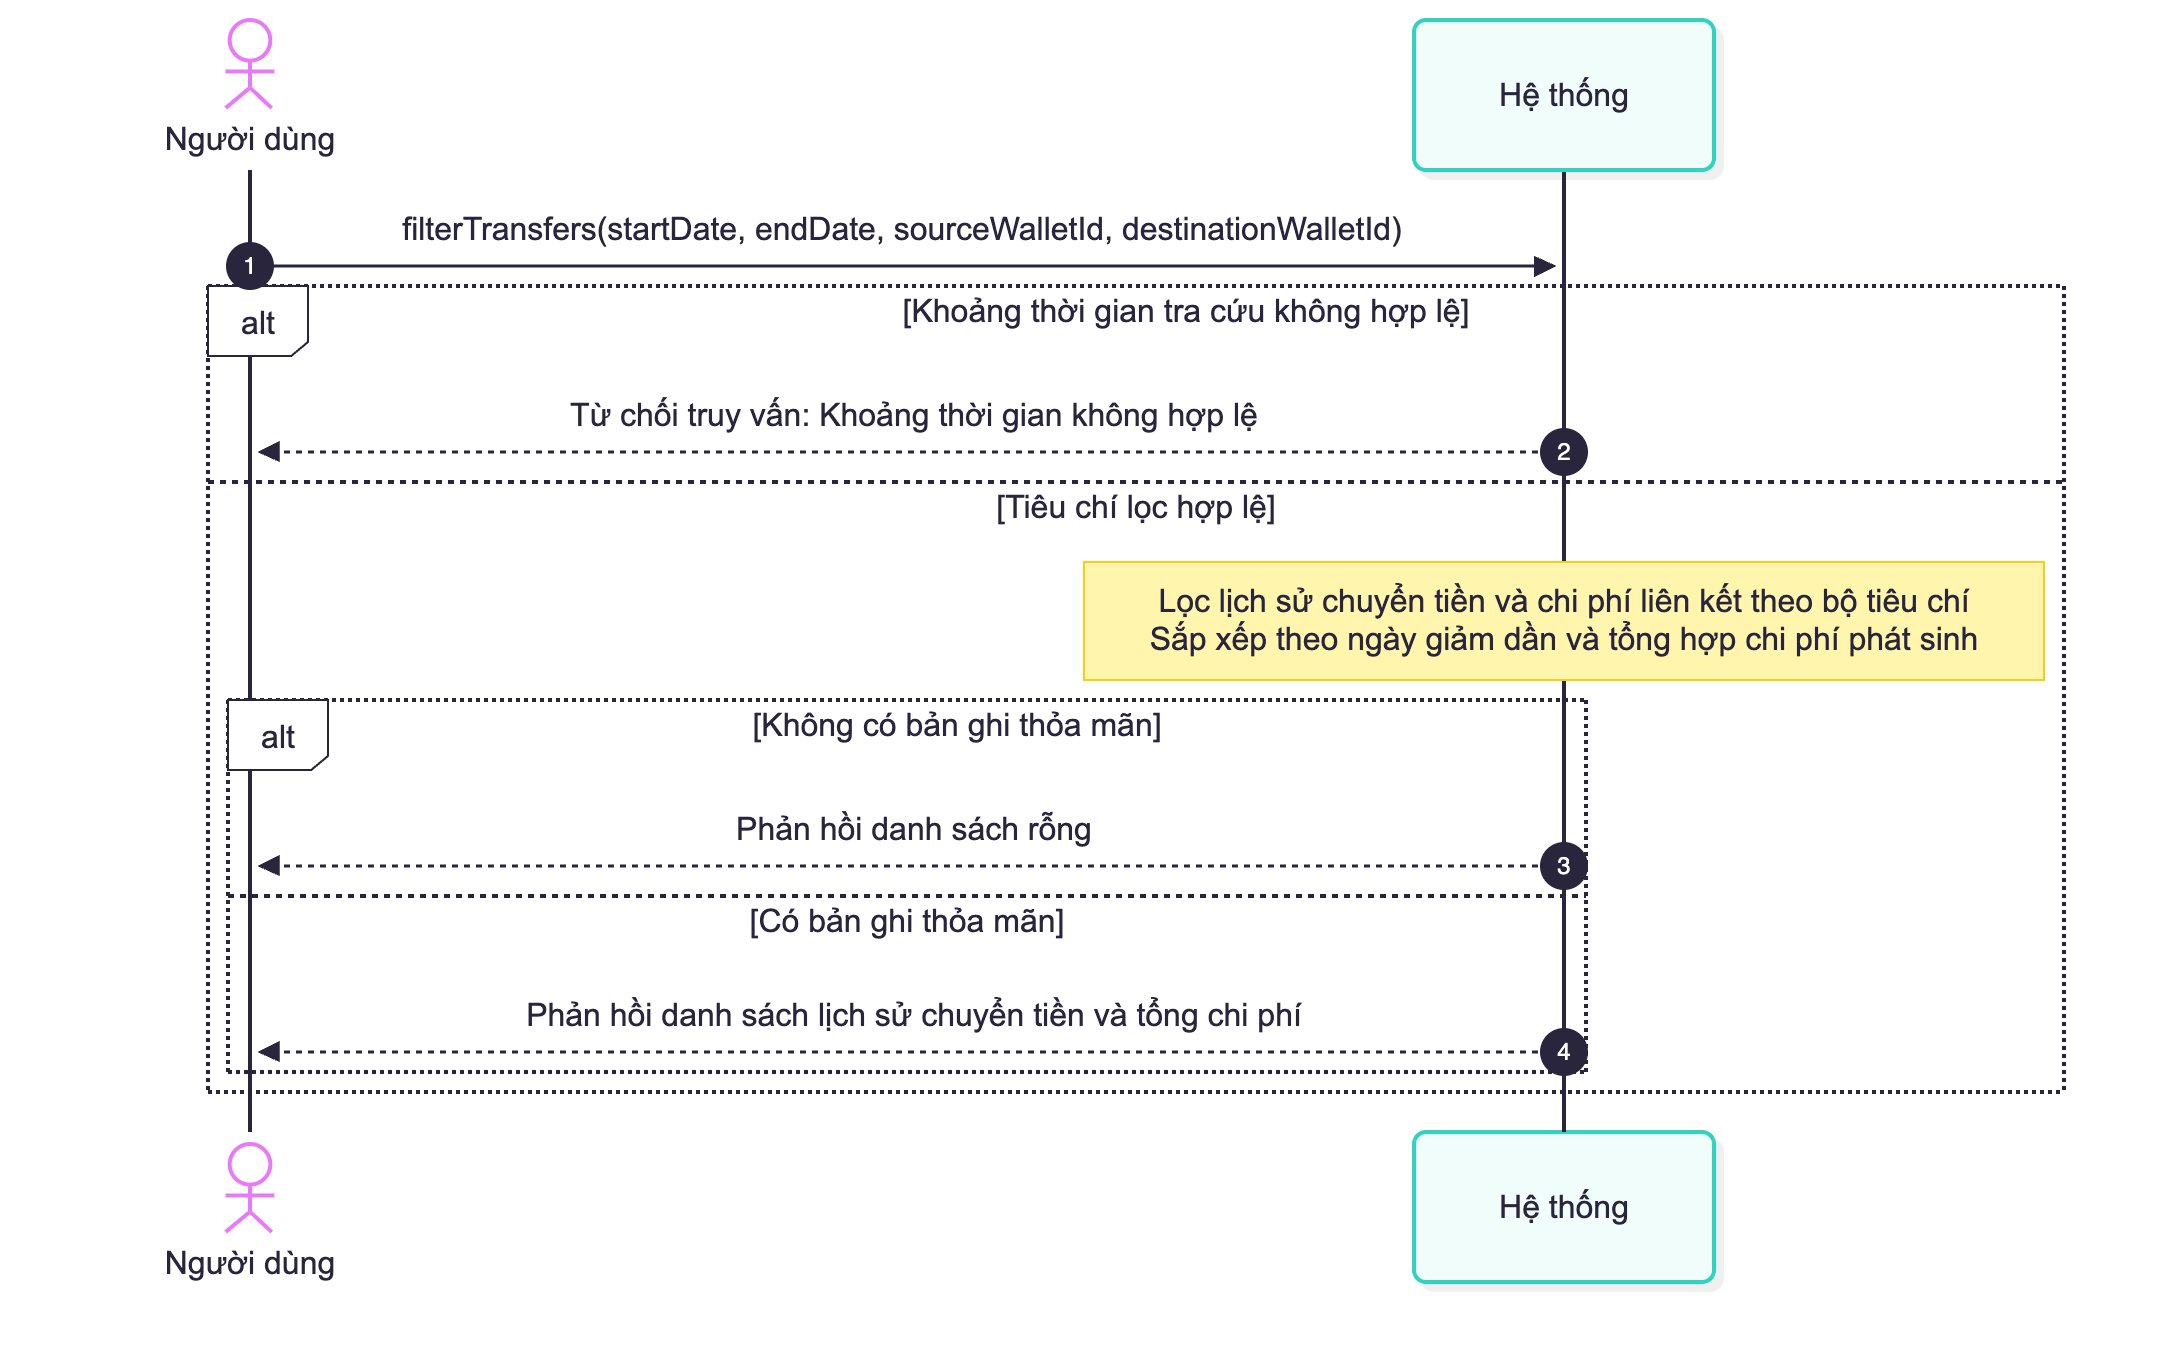 Người dùng
Hệ thống
filterTransfers(startDate, endDate, sourceWalletId, destinationWalletId)
1
alt
[Khoảng thời gian tra cứu không hợp lệ]
Từ chối truy vấn: Khoảng thời gian không hợp lệ
2
[Tiêu chí lọc hợp lệ]
Lọc lịch sử chuyển tiền và chi phí liên kết theo bộ tiêu chí
Sắp xếp theo ngày giảm dần và tổng hợp chi phí phát sinh
alt
[Không có bản ghi thỏa mãn]
Phản hồi danh sách rỗng
3
[Có bản ghi thỏa mãn]
Phản hồi danh sách lịch sử chuyển tiền và tổng chi phí
4
Người dùng
Hệ thống